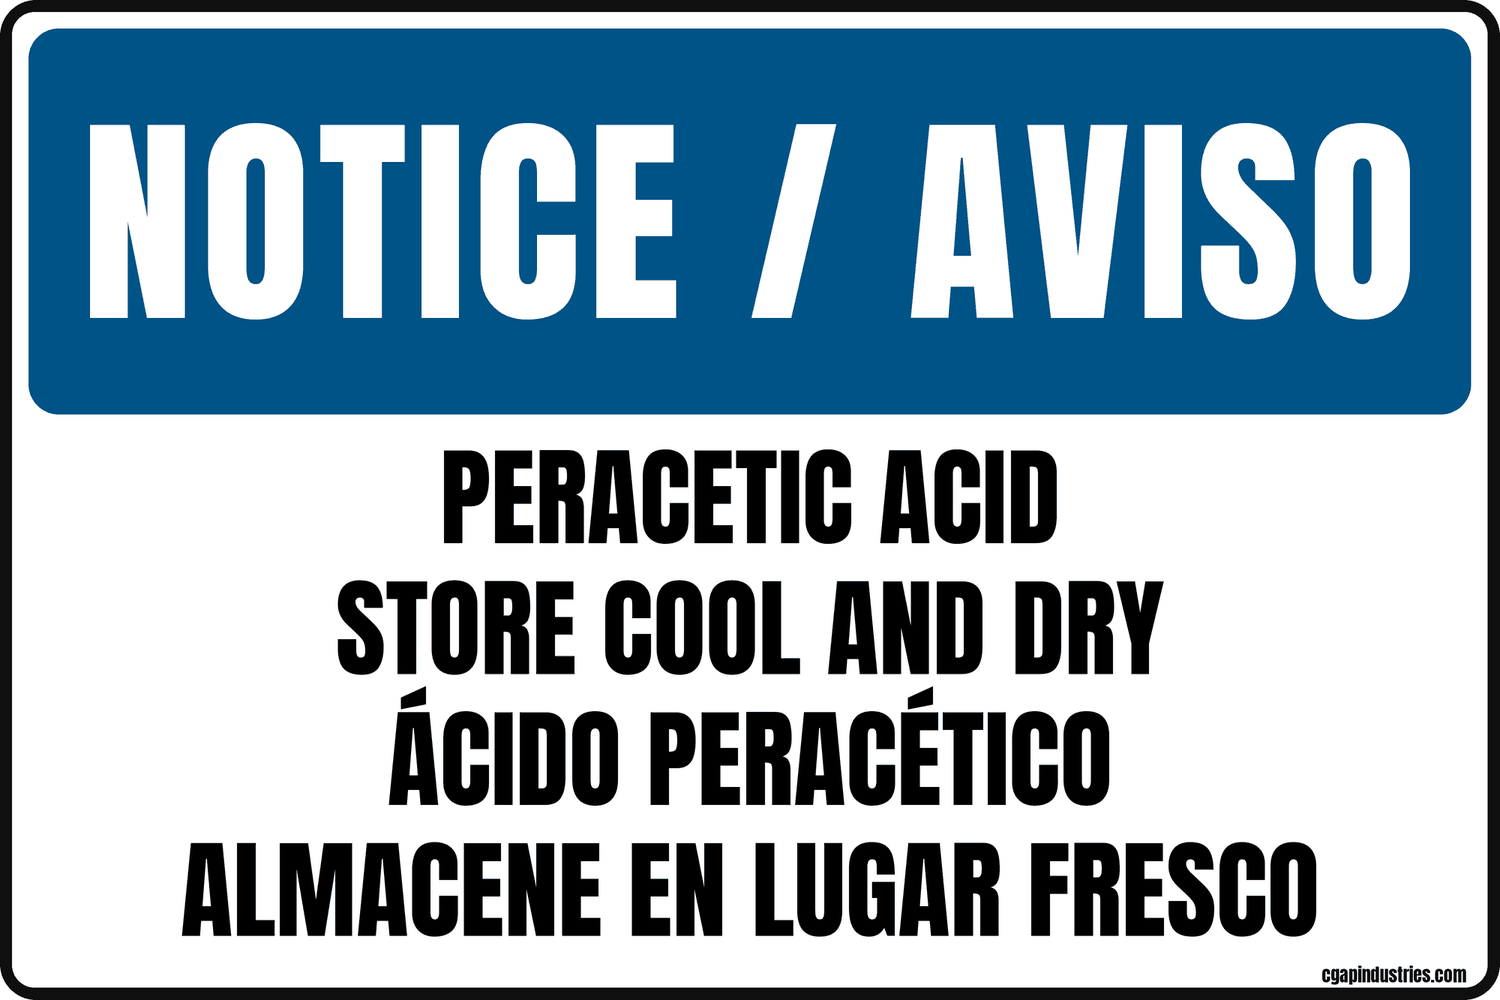 NOTICE / AVISO
PERACETIC ACID
STORE COOL AND DRY
ÁCIDO PERACÉTICO
ALMACENE EN LUGAR FRESCO
cgapindustries.com